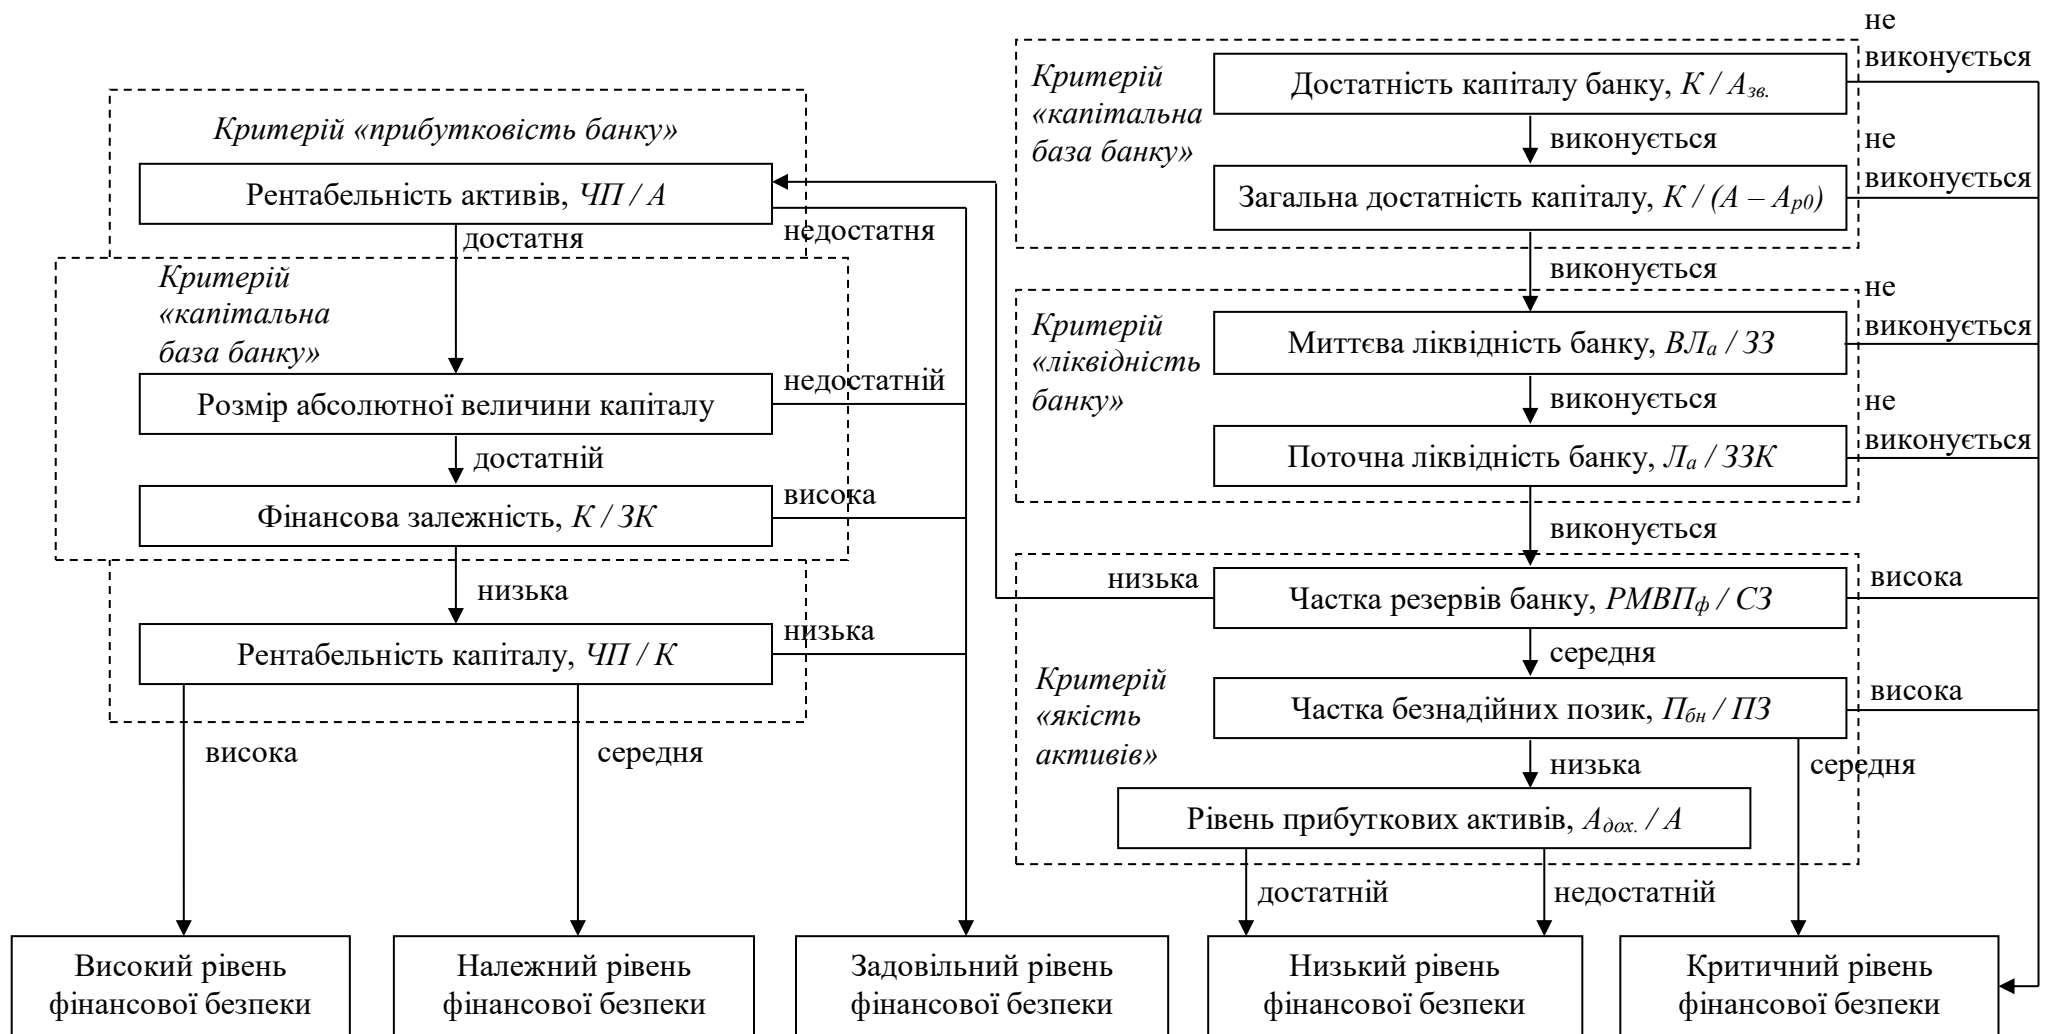 не
виконується
Критерій
«капітальна
база банку»
Достатність капіталу банку, К / Азв.
виконується
не
виконується
Загальна достатність капіталу, К / (А – Ар0)
виконується
Критерій
«ліквідність
банку»
не
виконується
Миттєва ліквідність банку, ВЛа / ЗЗ
виконується
не
виконується
Поточна ліквідність банку, Ла / ЗЗК
виконується
низька
Частка резервів банку, РМВПф / СЗ
висока
середня
Критерій
«якість
активів»
Частка безнадійних позик, Пбн / ПЗ
висока
низька
середня
Рівень прибуткових активів, Адох. / А
достатній
недостатній
Критерій «прибутковість банку»
Рентабельність активів, ЧП / А
достатня
недостатня
Критерій
«капітальна
база банку»
недостатній
Розмір абсолютної величини капіталу
достатній
висока
Фінансова залежність, К / ЗК
низька
низька
Рентабельність капіталу, ЧП / К
висока
середня
Високий рівень
фінансової безпеки
Належний рівень
фінансової безпеки
Задовільний рівень
фінансової безпеки
Низький рівень
фінансової безпеки
Критичний рівень
фінансової безпеки